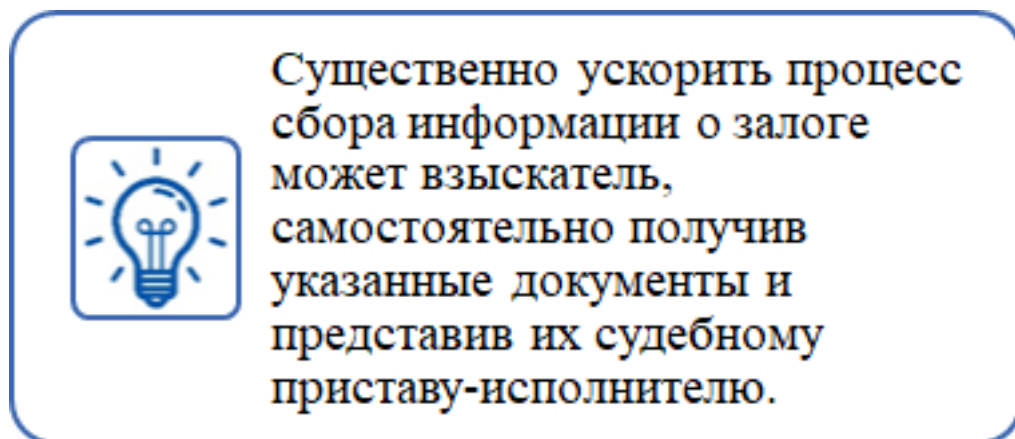 Существенно ускорить процесс
сбора информации о залоге
может взыскатель,
самостоятельно получив
указанные документы и
представив их судебному
приставу-исполнителю.